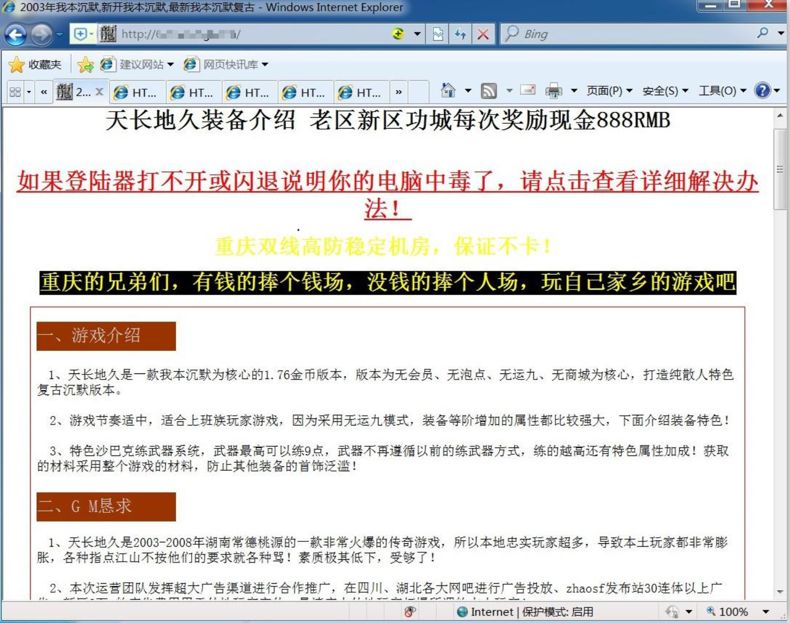 2003年我本沉默,新开我本沉默,最新我本沉默复古 - Windows Internet Explorer
http://
Bing
收藏夹
建议网站
网页快讯库
龍 2... X
HT...
HT...
HT...
HT...
HT...
页面(P)
安全(S)
工具(O)
天长地久装备介绍 老区新区功城每次奖励现金888RMB
如果登陆器打不开或闪退说明你的电脑中毒了，请点击查看详细解决办
法！
重庆双线高防稳定机房，保证不卡！
重庆的兄弟们，有钱的捧个钱场，没钱的捧个人场，玩自己家乡的游戏吧
一、游戏介绍
1、天长地久是一款我本沉默为核心的1.76金币版本，版本为无会员、无泡点、无运九、无商城为核心，打造纯散人特色
复古沉默版本。
2、游戏节奏适中，适合上班族玩家游戏，因为采用无运九模式，装备等阶增加的属性都比较强大，下面介绍装备特色！
3、特色沙巴克练武器系统，武器最高可以练9点，武器不再遵循以前的练武器方式，练的越高还有特色属性加成！获取
的材料采用整个游戏的材料，防止其他装备的首饰泛滥！
二、G M恳求
1、天长地久是2003-2008年湖南常德桃源的一款非常火爆的传奇游戏，所以本地忠实玩家超多，导致本土玩家都非常膨
胀，各种指点江山不按他们的要求就各种骂！素质极其低下，受够了！
2、本次运营团队发挥超大广告渠道进行合作推广，在四川、湖北各大网吧进行广告投放、zhaosf发布站30连体以上广
Internet | 保护模式: 启用
100%